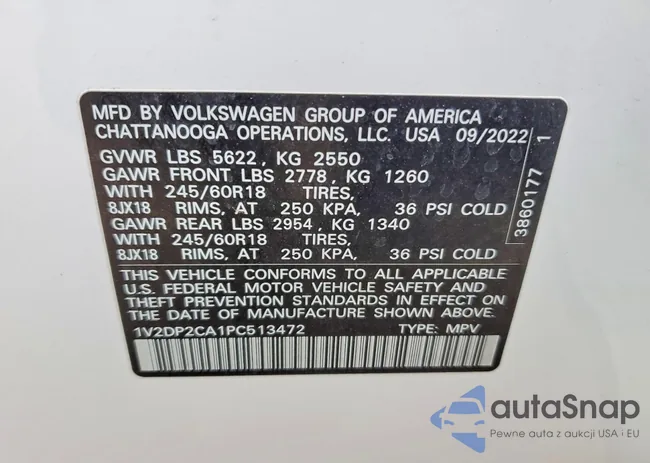 MFD BY VOLKSWAGEN GROUP OF AMERICA
CHATTANOOGA OPERATIONS, LLC. USA 09/2022
GVWR LBS 5622, KG 2550
GAWR FRONT LBS 2778, KG 1260
WITH 245/60R18 TIRES,
8JX18 RIMS, AT 250 KPA, 36 PSI COLD
GAWR REAR LBS 2954, KG 1340
WITH 245/60R18 TIRES,
8JX18 RIMS, AT 250 KPA, 36 PSI COLD
THIS VEHICLE CONFORMS TO ALL APPLICABLE
U.S. FEDERAL MOTOR VEHICLE SAFETY AND
THEFT PREVENTION STANDARDS IN EFFECT ON
THE DATE OF MANUFACTURE SHOWN ABOVE.
1V2DP2CA1PC513472 TYPE: MPV
3860177 1
autoSnap
Pewne auta z aukcji USA i EU